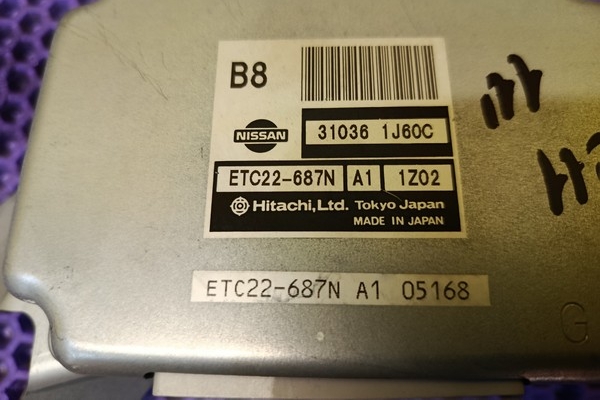 B8
NISSAN
31036 1J60C
ETC22-687N A1 1Z02
Hitachi, Ltd. Tokyo Japan
MADE IN JAPAN
ETC22-687N A1 05168
G